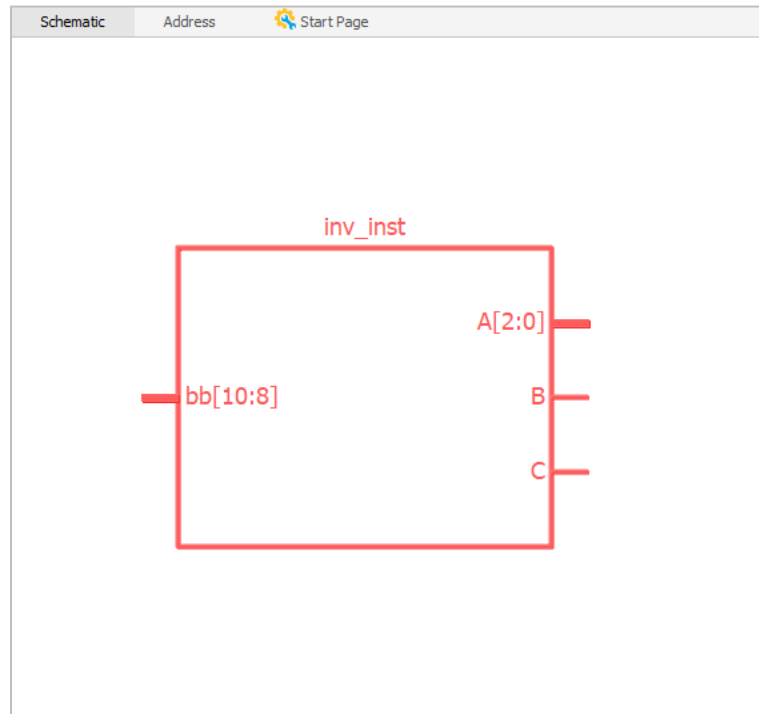 Schematic Address Start Page
inv_inst
A[2:0]
bb[10:8] B
C